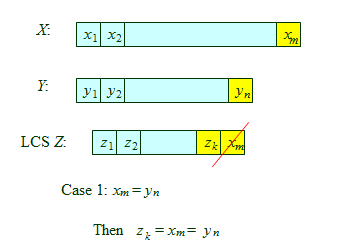 X: x₁ x₂ xₘ
Y: y₁ y₂ yₙ
LCS Z: z₁ z₂ zₖ xₘ
Case 1: xₘ = yₙ
Then zₖ = xₘ = yₙ